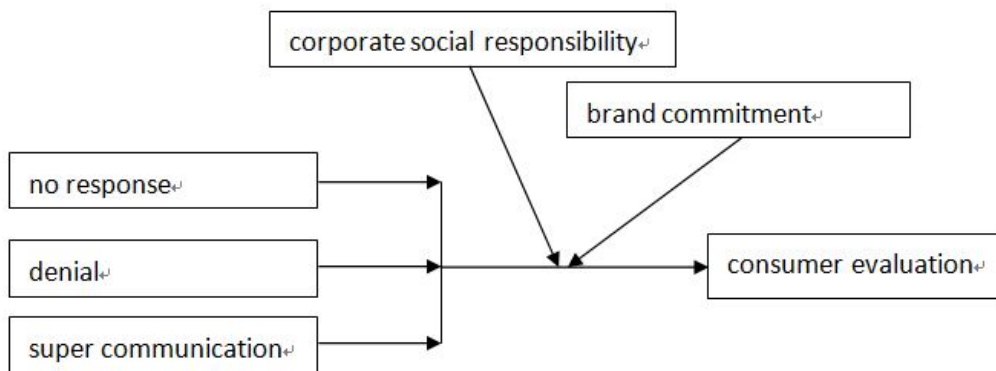 corporate social responsibility
brand commitment
no response
denial
consumer evaluation
super communication